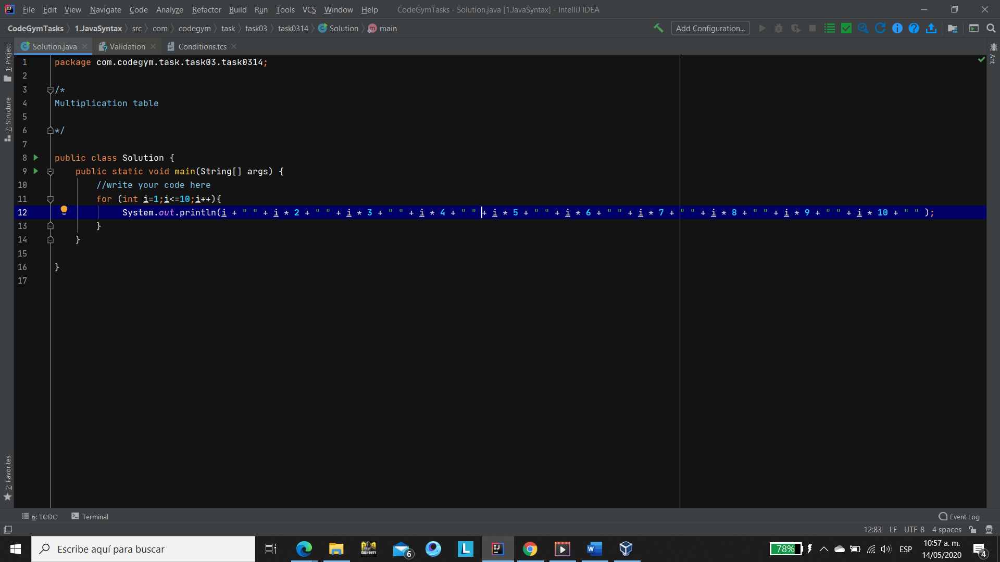 File Edit View Navigate Code Analyze Refactor Build Run Tools VCS Window Help CodeGymTasks - Solution.java [1.JavaSyntax] - IntelliJ IDEA
CodeGymTasks 1.JavaSyntax src com codegym task task03 task0314 Solution main Add Configuration...
Solution.java Validation Conditions.tcs
1: Project
7: Structure
2: Favorites
Ant
1 package com.codegym.task.task03.task0314;
2
3 /*
4 Multiplication table
5
6 */
7
8 public class Solution {
9 public static void main(String[] args) {
10 //write your code here
11 for (int i=1;i<=10;i++){
12 System.out.println(i + " " + i * 2 + " " + i * 3 + " " + i * 4 + " " + i * 5 + " " + i * 6 + " " + i * 7 + " " + i * 8 + " " + i * 9 + " " + i * 10 + " " );
13 }
14 }
15
16 }
17
6: TODO Terminal Event Log
12:83 LF UTF-8 4 spaces
Escribe aquí para buscar 6 78% ESP 10:57 a. m.
14/05/2020 4